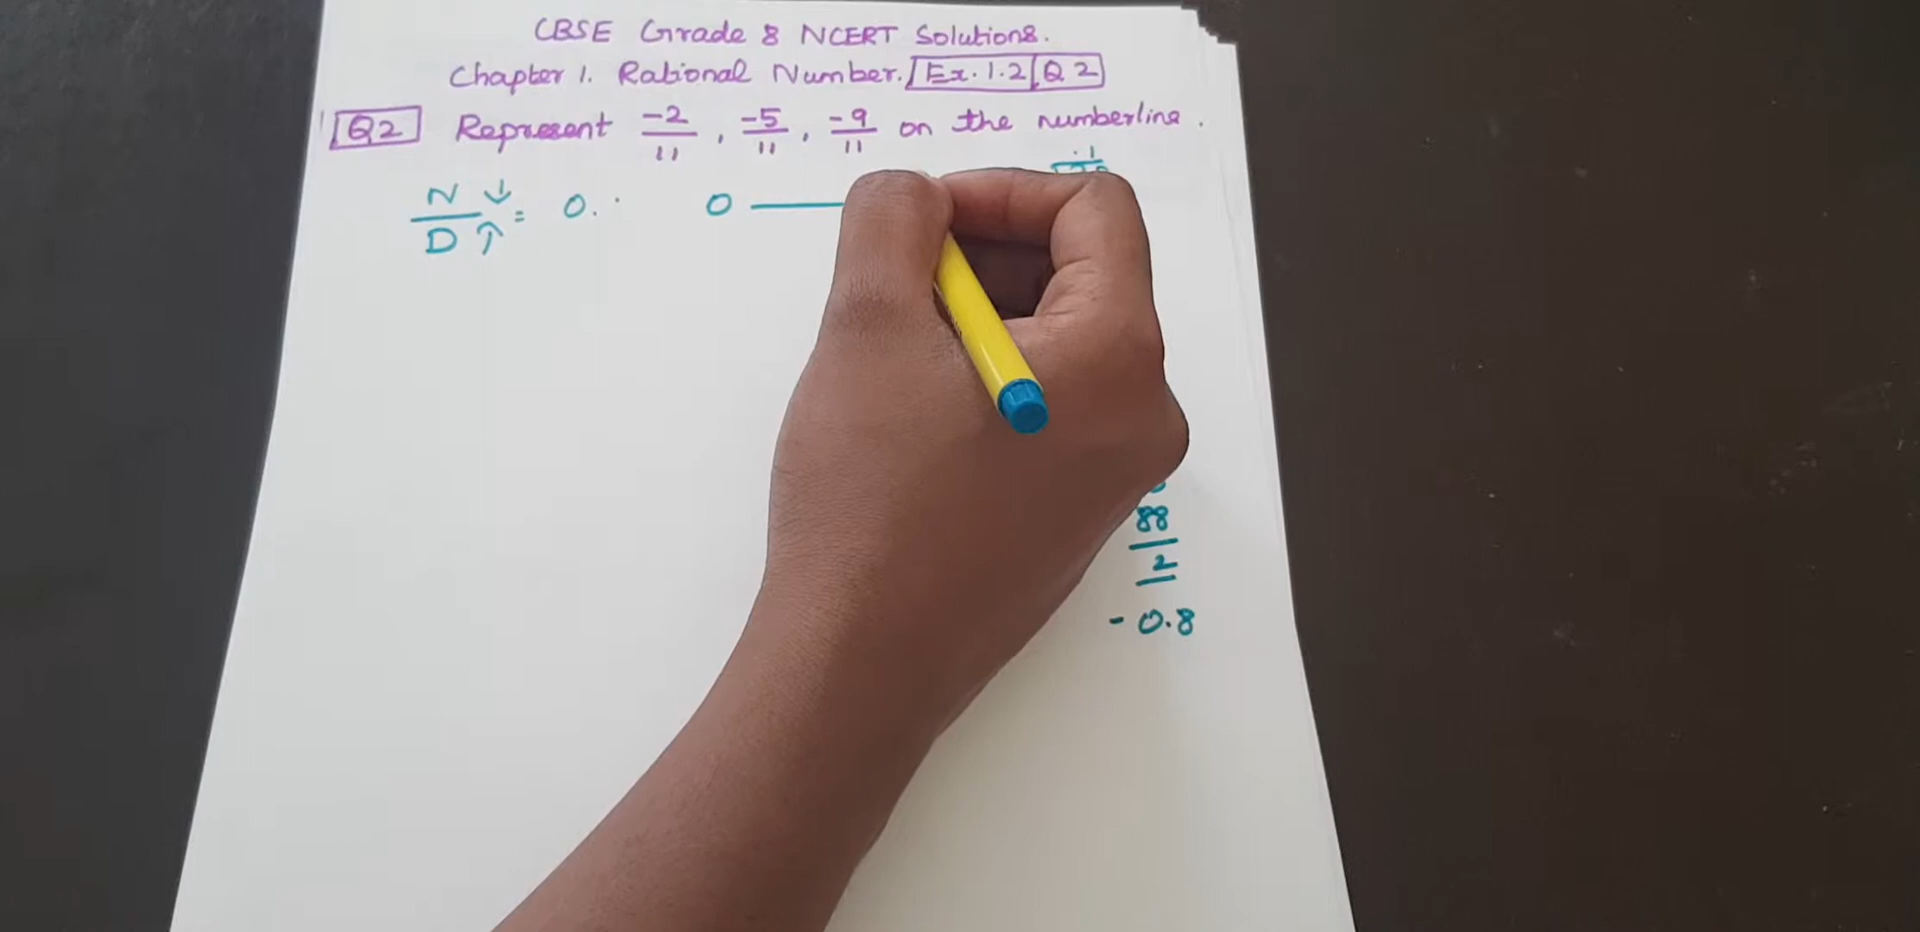 CBSE Grade 8 NCERT Solutions.
Chapter 1. Rational Number. Ex. 1.2 Q 2
Q2 Represent -2/11, -5/11, -9/11 on the numberline.
N↓/D↑ = 0. 0
88
2
- 0.8